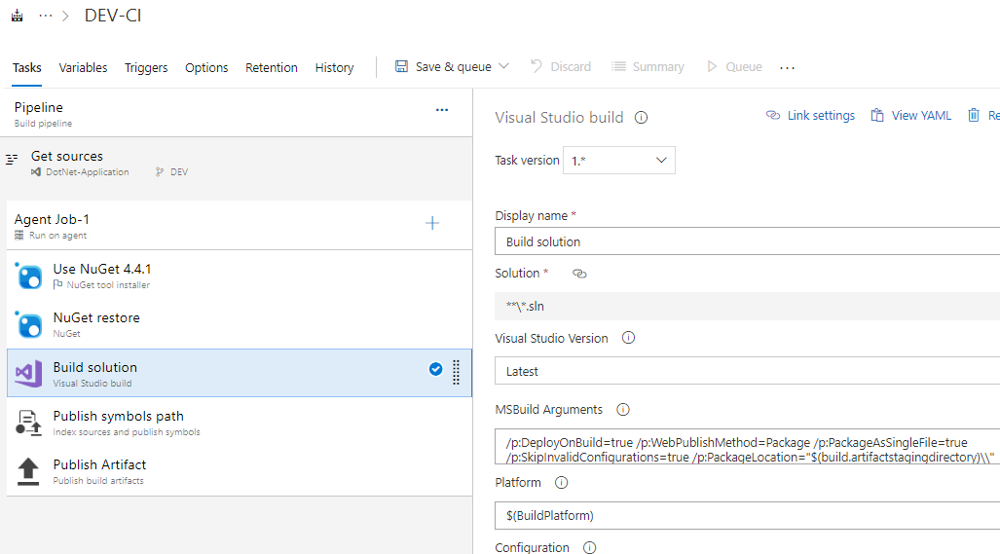 ··· > DEV-CI
Tasks Variables Triggers Options Retention History Save & queue Discard Summary Queue ···
Pipeline ···
Build pipeline
Get sources
DotNet-Application DEV
Agent Job-1
Run on agent
Use NuGet 4.4.1
NuGet tool installer
NuGet restore
NuGet
Build solution
Visual Studio build
Publish symbols path
Index sources and publish symbols
Publish Artifact
Publish build artifacts
Visual Studio build Link settings View YAML Re
Task version 1.*
Display name *
Build solution
Solution *
**\*.sln
Visual Studio Version
Latest
MSBuild Arguments
/p:DeployOnBuild=true /p:WebPublishMethod=Package /p:PackageAsSingleFile=true
/p:SkipInvalidConfigurations=true /p:PackageLocation="$(build.artifactstagingdirectory)\\"
Platform
$(BuildPlatform)
Configuration